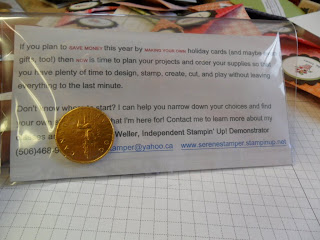 If you plan to SAVE MONEY this year by MAKING YOUR OWN holiday cards (and maybe
gifts, too!) then NOW is time to plan your projects and order your supplies so
you have plenty of time to design, stamp, create, cut, and play without leaving
everything to the last minute.
Don't know where start? I can help you narrow down your choices and find
your own that's what I'm here for! Contact me to learn more about my
Weller, Independent Stampin' Up! Demonstrator
(506)468-9 stamper@yahoo.ca www.serenestamper.stampinup.net